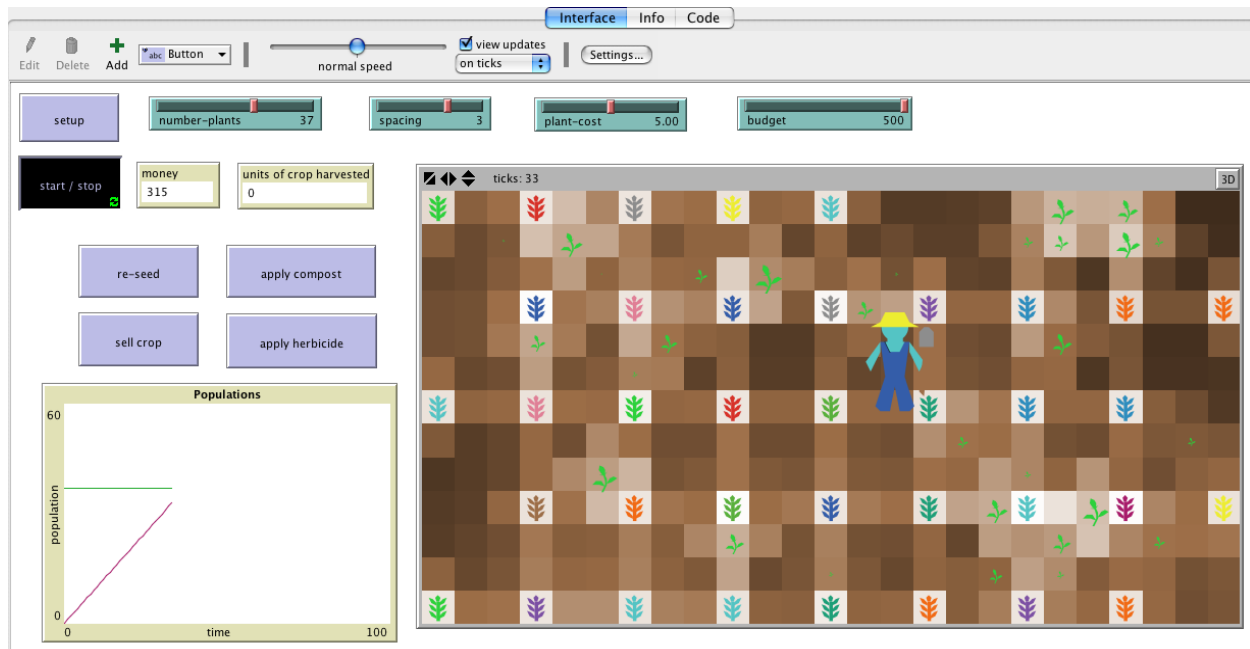 Interface Info Code
Edit Delete Add abc Button normal speed view updates
on ticks
Settings...
setup
number-plants 37
spacing 3
plant-cost 5.00
budget 500
start / stop
money
315
units of crop harvested
0
ticks: 33
3D
re-seed
apply compost
sell crop
apply herbicide
Populations
60
population
0
0 time 100